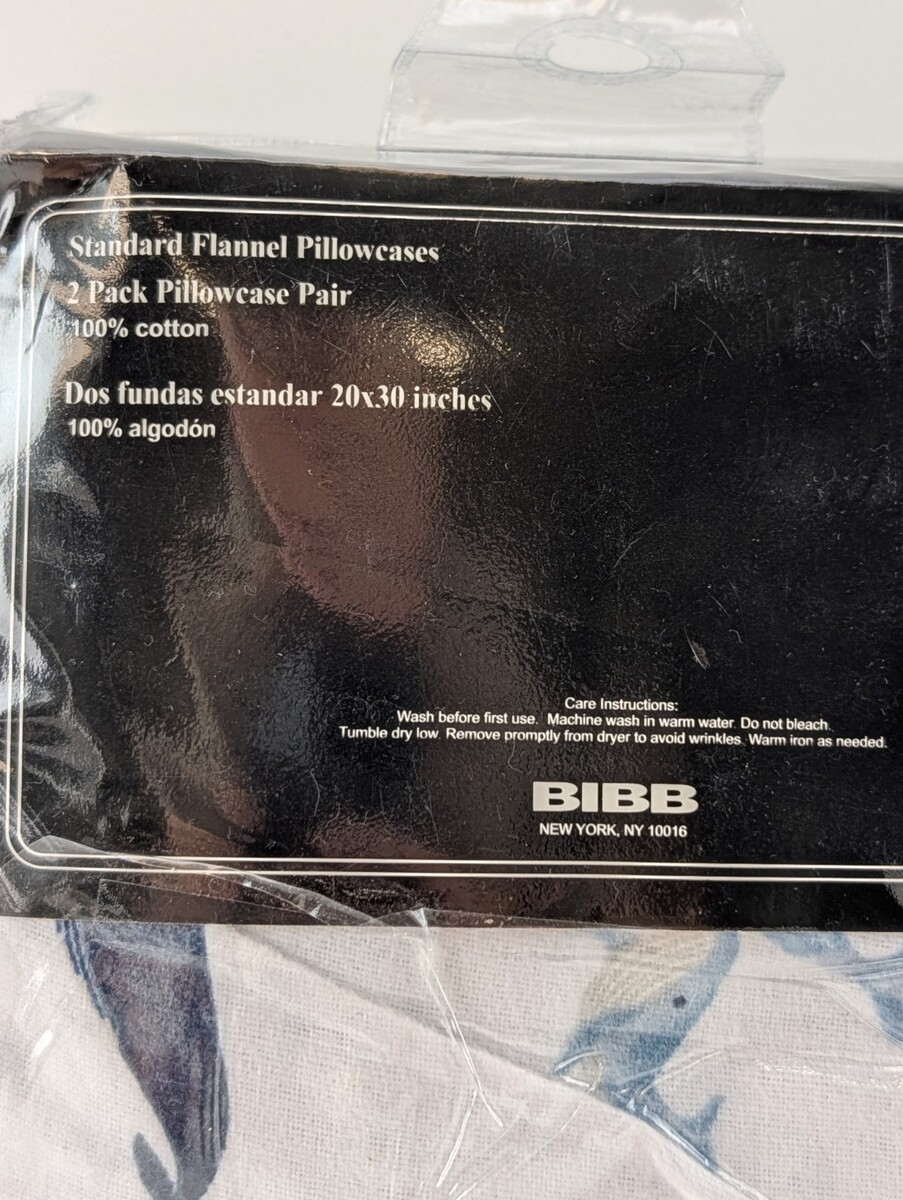 Standard Flannel Pillowcases
2 Pack Pillowcase Pair
100% cotton
Dos fundas estandar 20x30 inches
100% algodón
Care Instructions:
Wash before first use. Machine wash in warm water. Do not bleach.
Tumble dry low. Remove promptly from dryer to avoid wrinkles. Warm iron as needed.
BIBB
NEW YORK, NY 10016